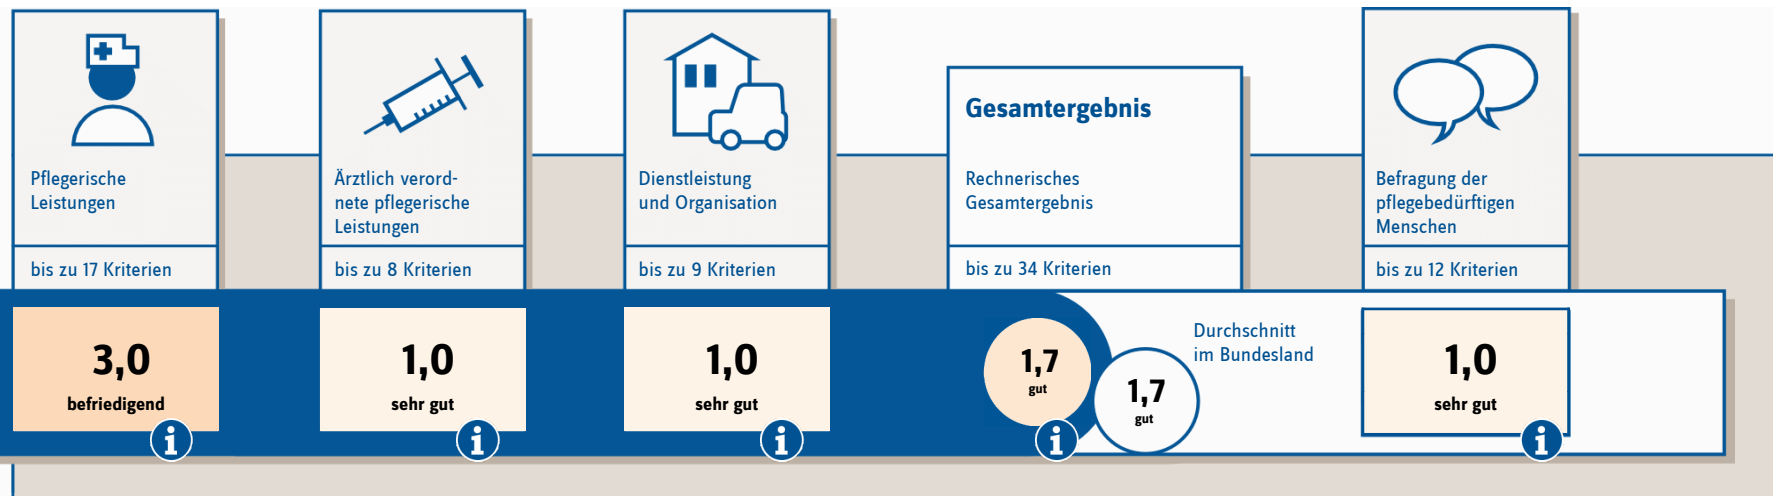 Pflegerische
Leistungen
bis zu 17 Kriterien
3,0
befriedigend
Ärztlich verord-
nete pflegerische
Leistungen
bis zu 8 Kriterien
1,0
sehr gut
Dienstleistung
und Organisation
bis zu 9 Kriterien
1,0
sehr gut
Gesamtergebnis
Rechnerisches
Gesamtergebnis
bis zu 34 Kriterien
1,7
gut
1,7
gut
Durchschnitt
im Bundesland
Befragung der
pflegebedürftigen
Menschen
bis zu 12 Kriterien
1,0
sehr gut